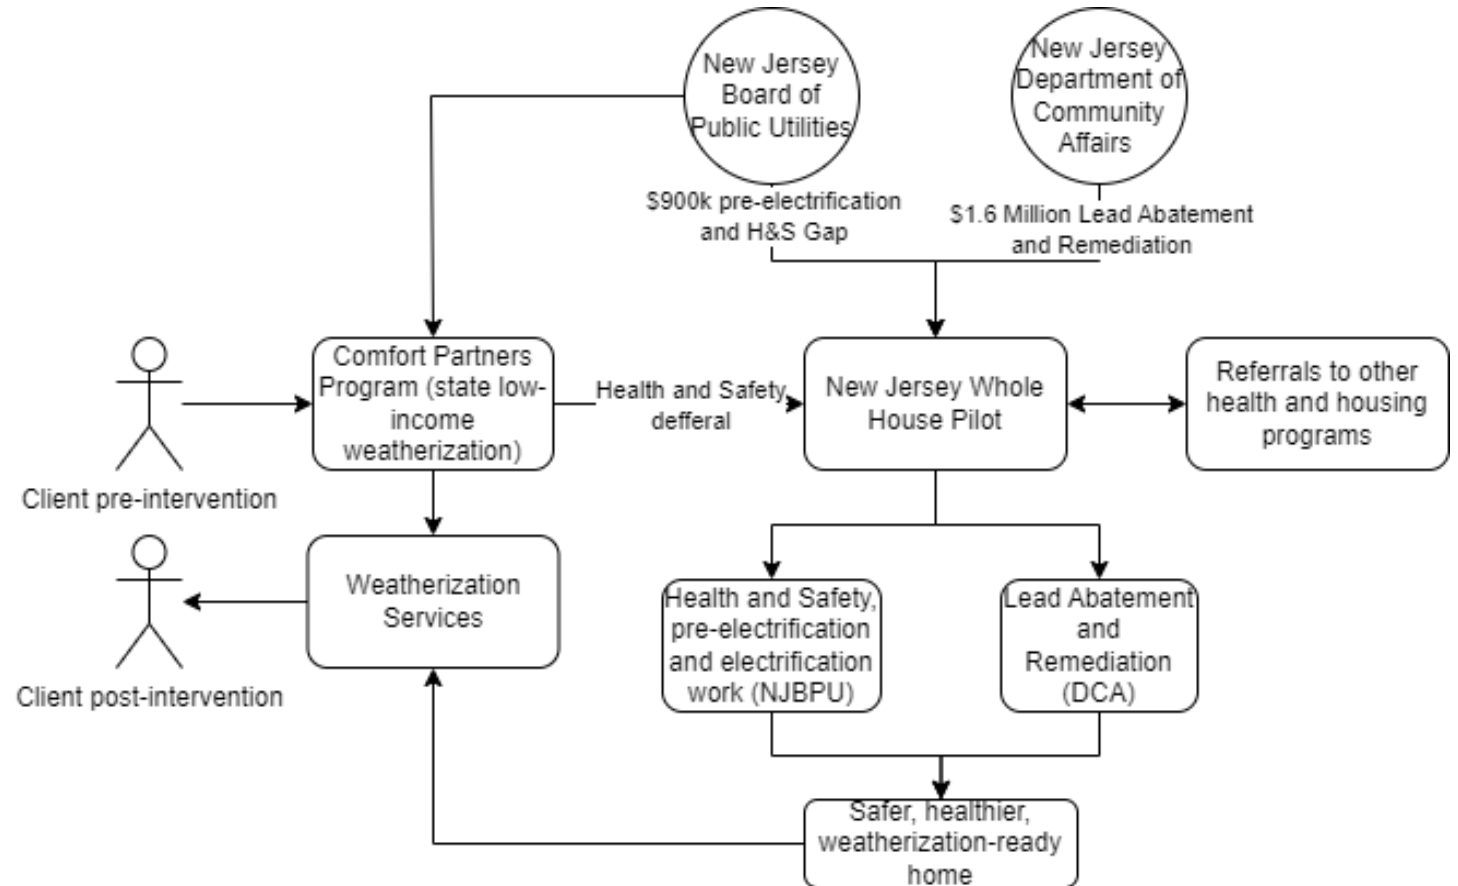 New Jersey
Board of
Public Utilities
New Jersey
Department of
Community
Affairs
$900k pre-electrification
and H&S Gap
$1.6 Million Lead Abatement
and Remediation
Comfort Partners
Program (state low-
income
weatherization)
Health and Safety
defferal
New Jersey Whole
House Pilot
Referrals to other
health and housing
programs
Client pre-intervention
Weatherization
Services
Health and Safety,
pre-electrification
and electrification
work (NJBPU)
Lead Abatement
and
Remediation
(DCA)
Client post-intervention
Safer, healthier,
weatherization-ready
home